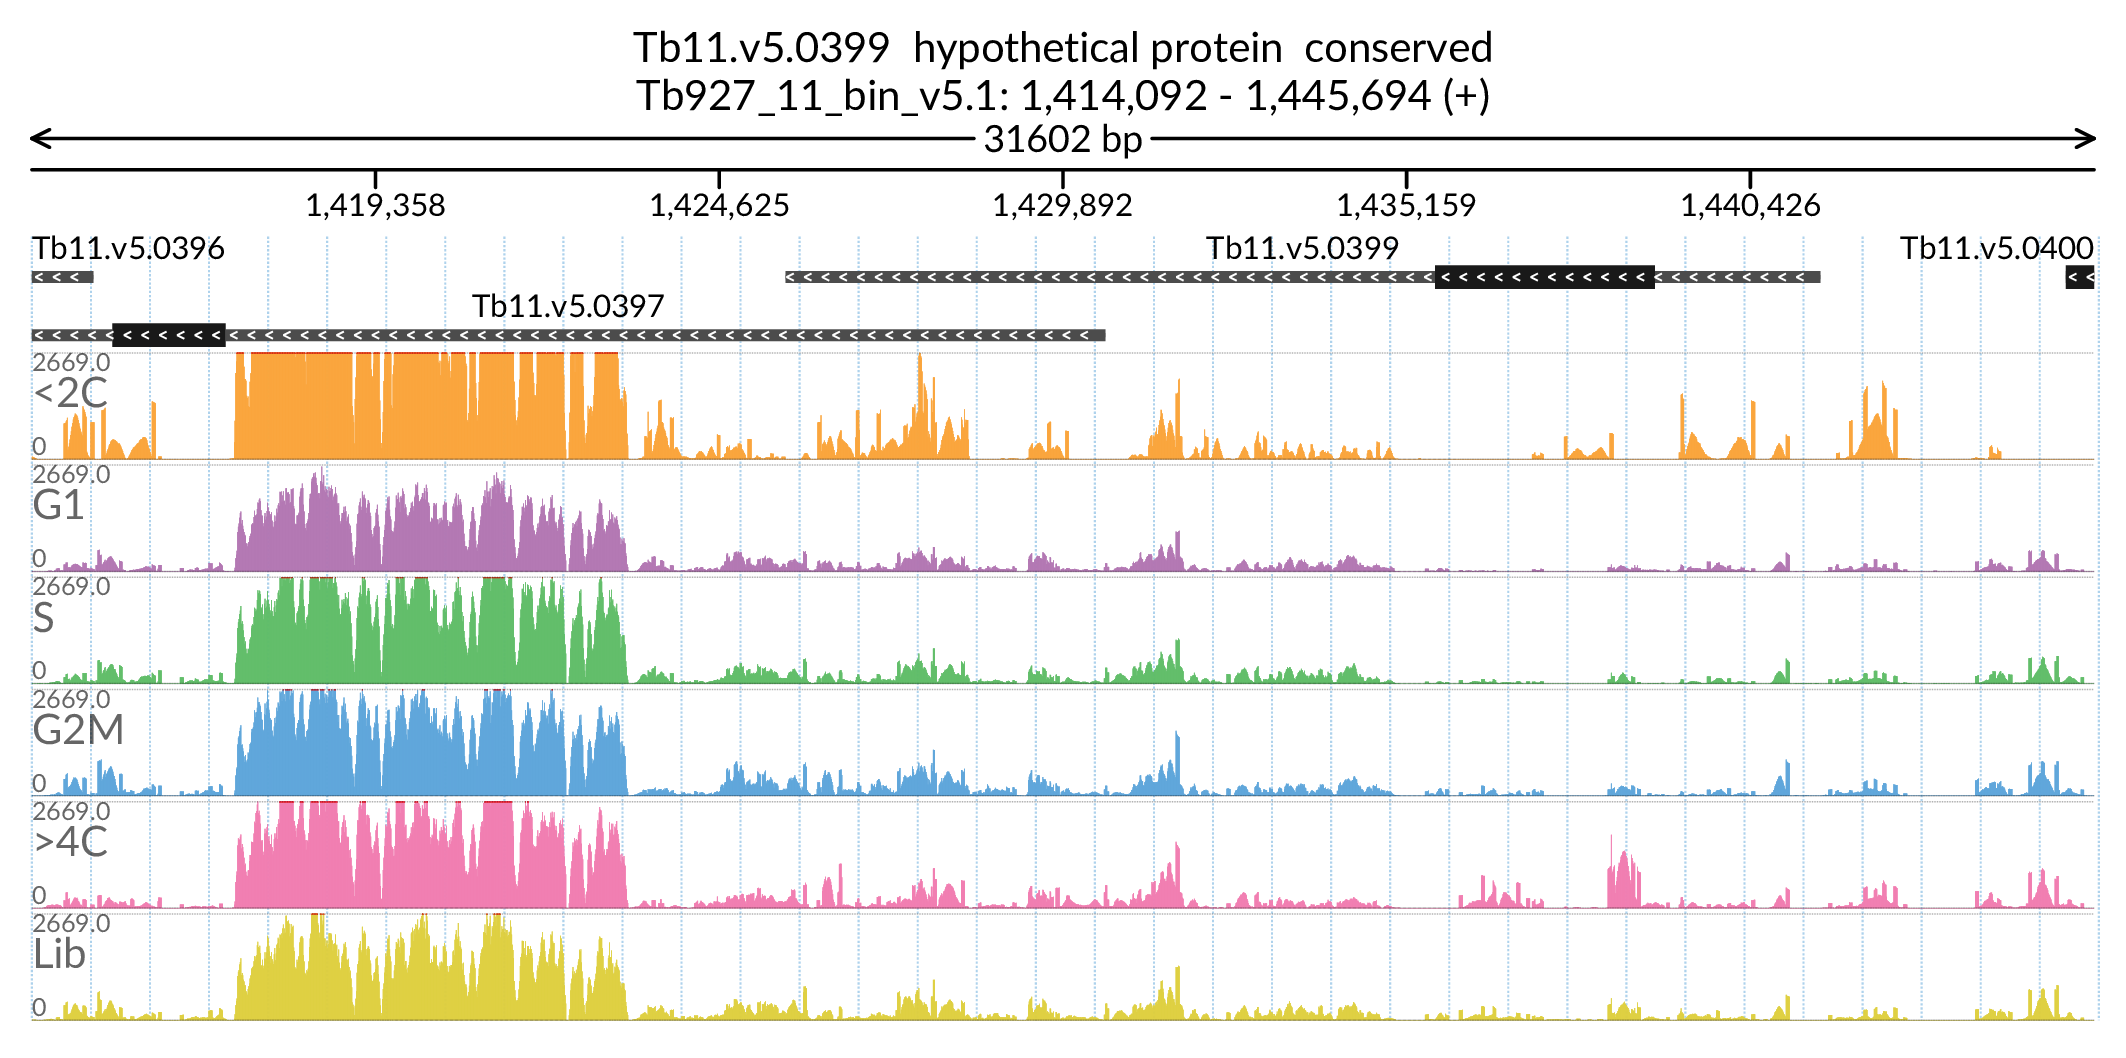 Tb11.v5.0399  hypothetical protein  conserved
Tb927_11_bin_v5.1: 1,414,092 - 1,445,694 (+)
31602 bp
1,419,358 1,424,625 1,429,892 1,435,159 1,440,426
Tb11.v5.0396 Tb11.v5.0399 Tb11.v5.0400
Tb11.v5.0397
2669.0
<2C
0
2669.0
G1
0
2669.0
S
0
2669.0
G2M
0
2669.0
>4C
0
2669.0
Lib
0